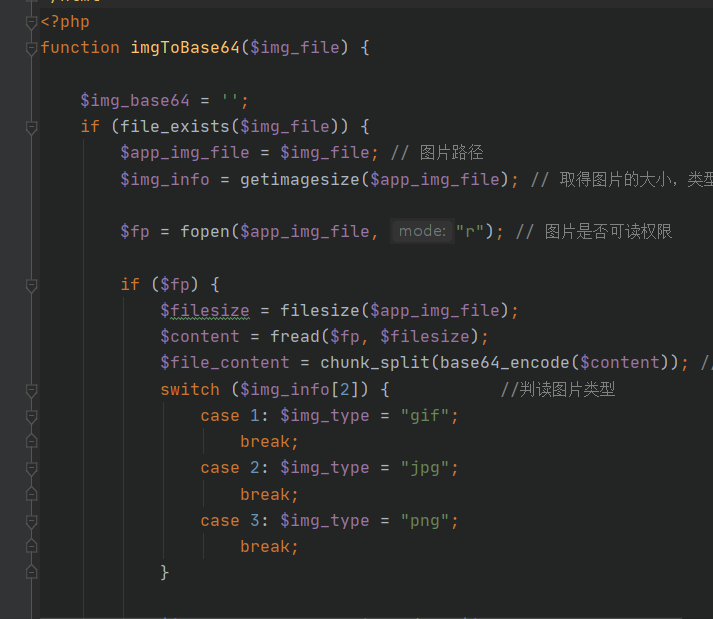 <?php
function imgToBase64($img_file) {
$img_base64 = '';
if (file_exists($img_file)) {
$app_img_file = $img_file; // 图片路径
$img_info = getimagesize($app_img_file); // 取得图片的大小，类型
$fp = fopen($app_img_file, mode: "r"); // 图片是否可读权限
if ($fp) {
$filesize = filesize($app_img_file);
$content = fread($fp, $filesize);
$file_content = chunk_split(base64_encode($content)); //
switch ($img_info[2]) { //判读图片类型
case 1: $img_type = "gif";
break;
case 2: $img_type = "jpg";
break;
case 3: $img_type = "png";
break;
}